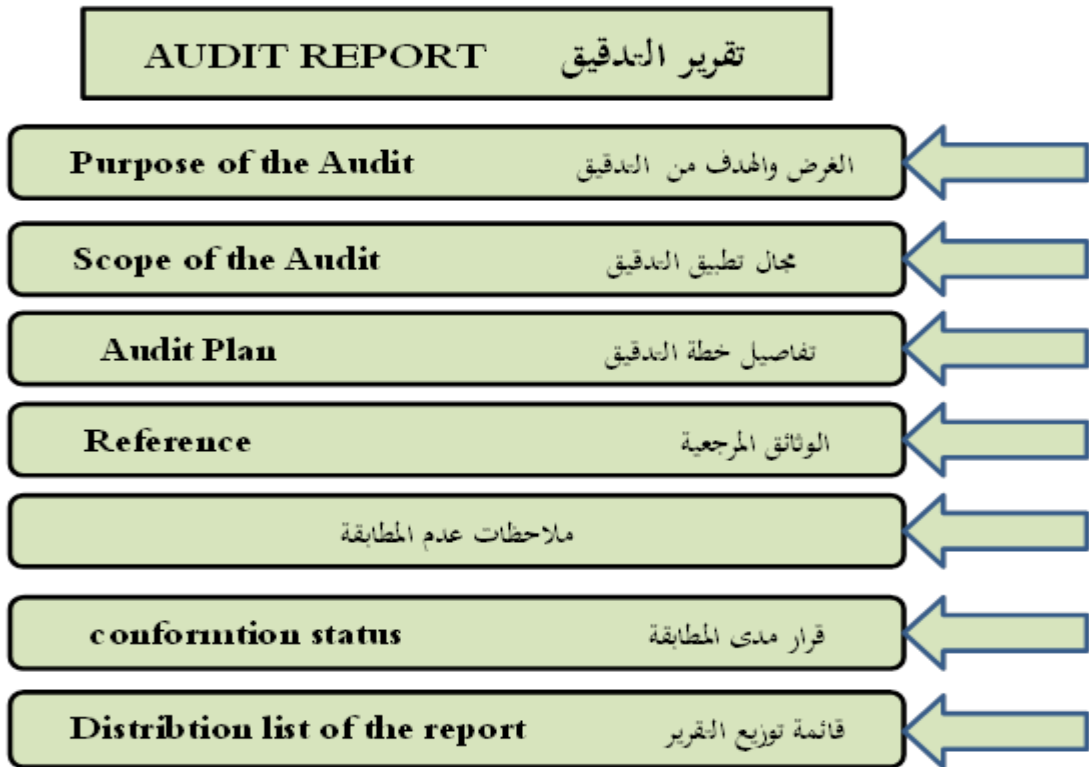 AUDIT REPORT تقرير التدقيق
Purpose of the Audit الغرض والهدف من التدقيق
Scope of the Audit مجال تطبيق التدقيق
Audit Plan تفاصيل خطة التدقيق
Reference الوثائق المرجعية
ملاحظات عدم المطابقة
conformtion status قرار مدى المطابقة
Distribtion list of the report قائمة توزيع التقرير